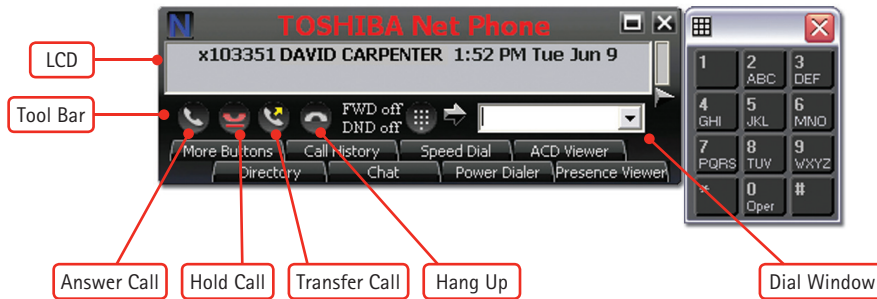 N TOSHIBA Net Phone
LCD
x103351 DAVID CARPENTER 1:52 PM Tue Jun 9
Tool Bar
FWD off
DND off
More Buttons Call History Speed Dial ACD Viewer
Directory Chat Power Dialer Presence Viewer
1 2 3
ABC DEF
4 5 6
GHI JKL MNO
7 8 9
PQRS TUV WXYZ
* 0 #
Oper
Answer Call Hold Call Transfer Call Hang Up Dial Window